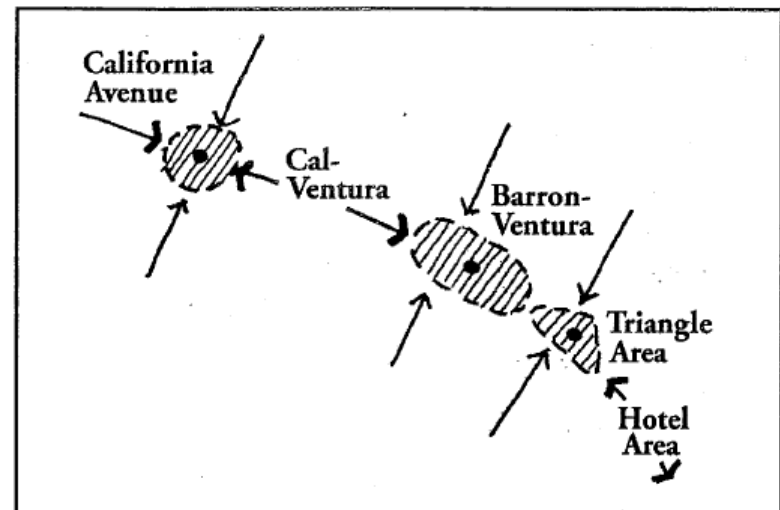 California
Avenue
Cal-
Ventura
Barron-
Ventura
Triangle
Area
Hotel
Area